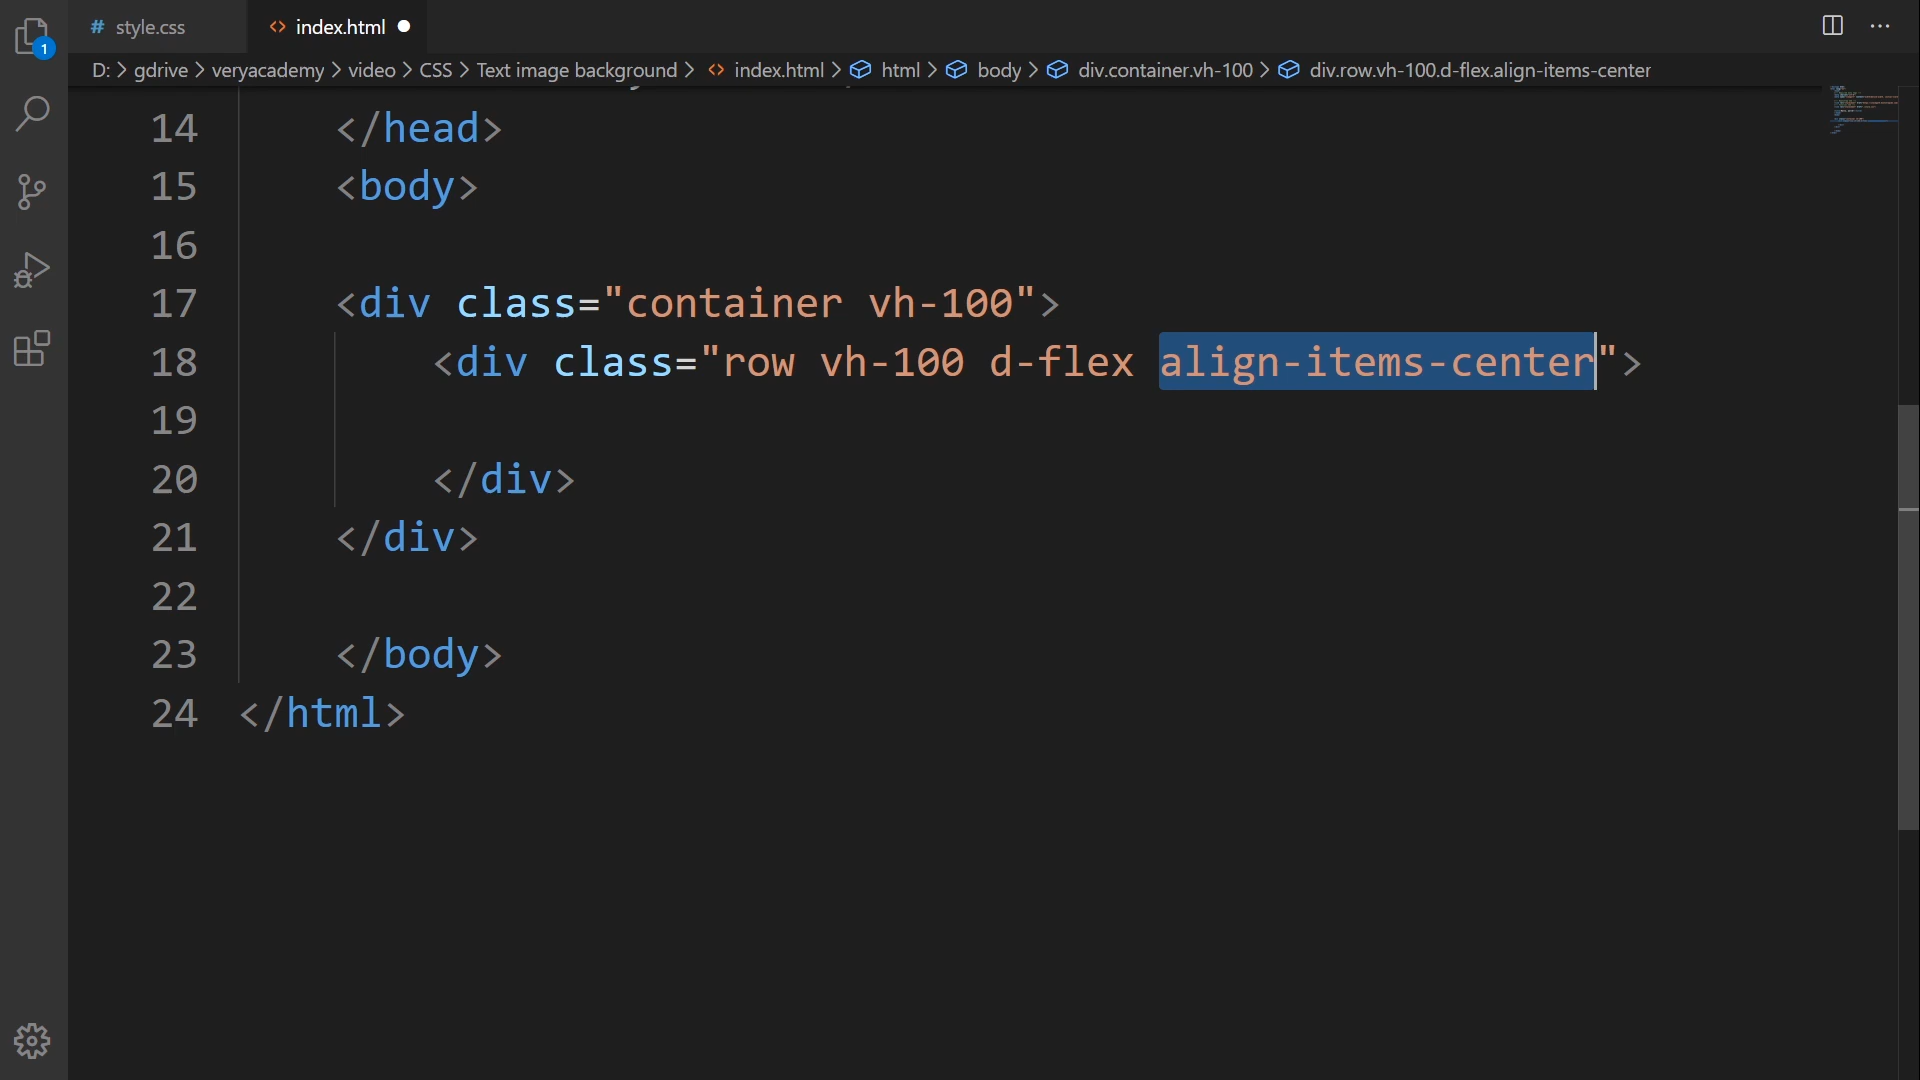 1
# style.css
<> index.html
D: > gdrive > veryacademy > video > CSS > Text image background > <> index.html > html > body > div.container.vh-100 > div.row.vh-100.d-flex.align-items-center
14 </head>
15 <body>
16
17 <div class="container vh-100">
18 <div class="row vh-100 d-flex align-items-center">
19
20 </div>
21 </div>
22
23 </body>
24 </html>